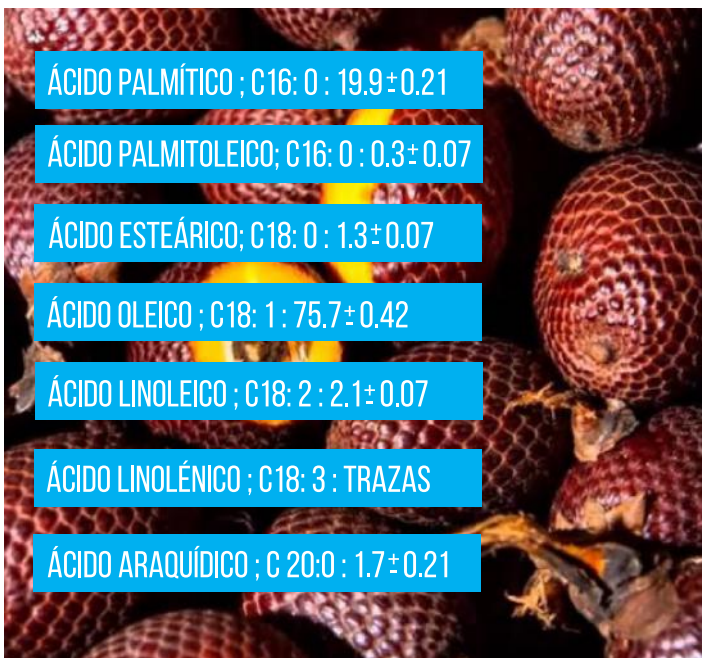 ÁCIDO PALMÍTICO ; C16: 0 : 19.9±0.21
ÁCIDO PALMITOLEICO; C16: 0 : 0.3± 0.07
ÁCIDO ESTEÁRICO; C18: 0 : 1.3±0.07
ÁCIDO OLEICO ; C18: 1 : 75.7± 0.42
ÁCIDO LINOLEICO ; C18: 2 : 2.1± 0.07
ÁCIDO LINOLÉNICO ; C18: 3 : TRAZAS
ÁCIDO ARAQUÍDICO ; C 20:0 : 1.7± 0.21